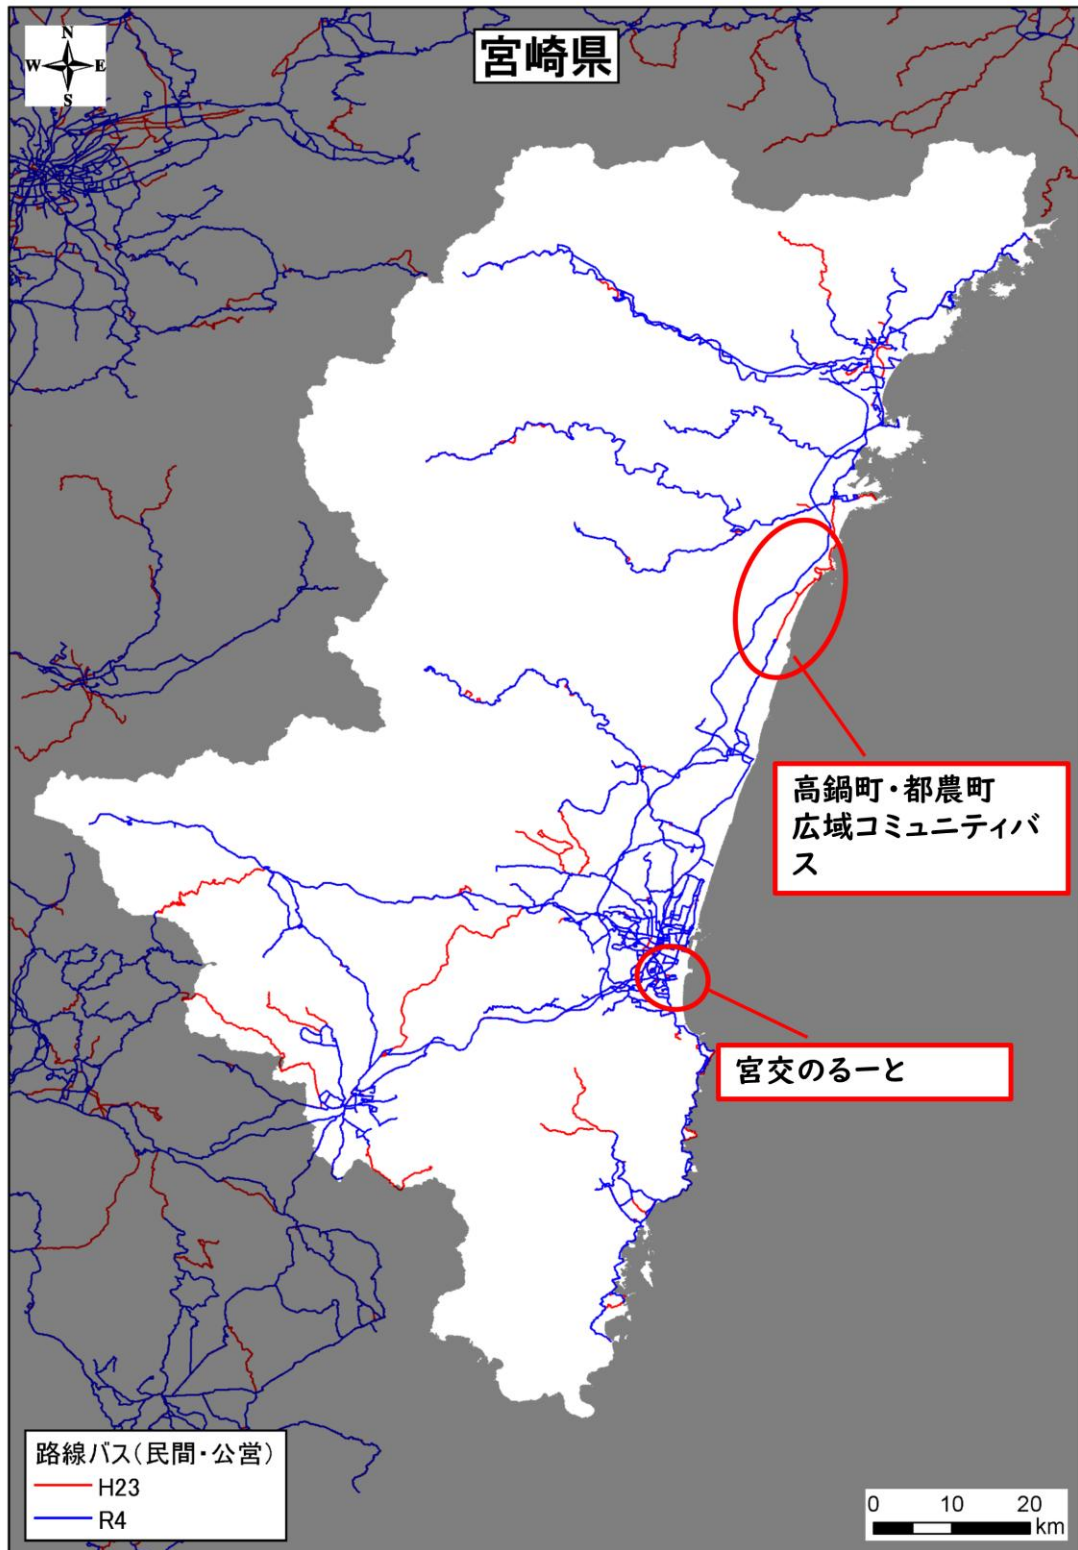 宮崎県
N
W E
S
高鍋町・都農町
広域コミュニティバ
ス
宮交のるーと
路線バス(民間・公営)
H23
R4
0 10 20
km